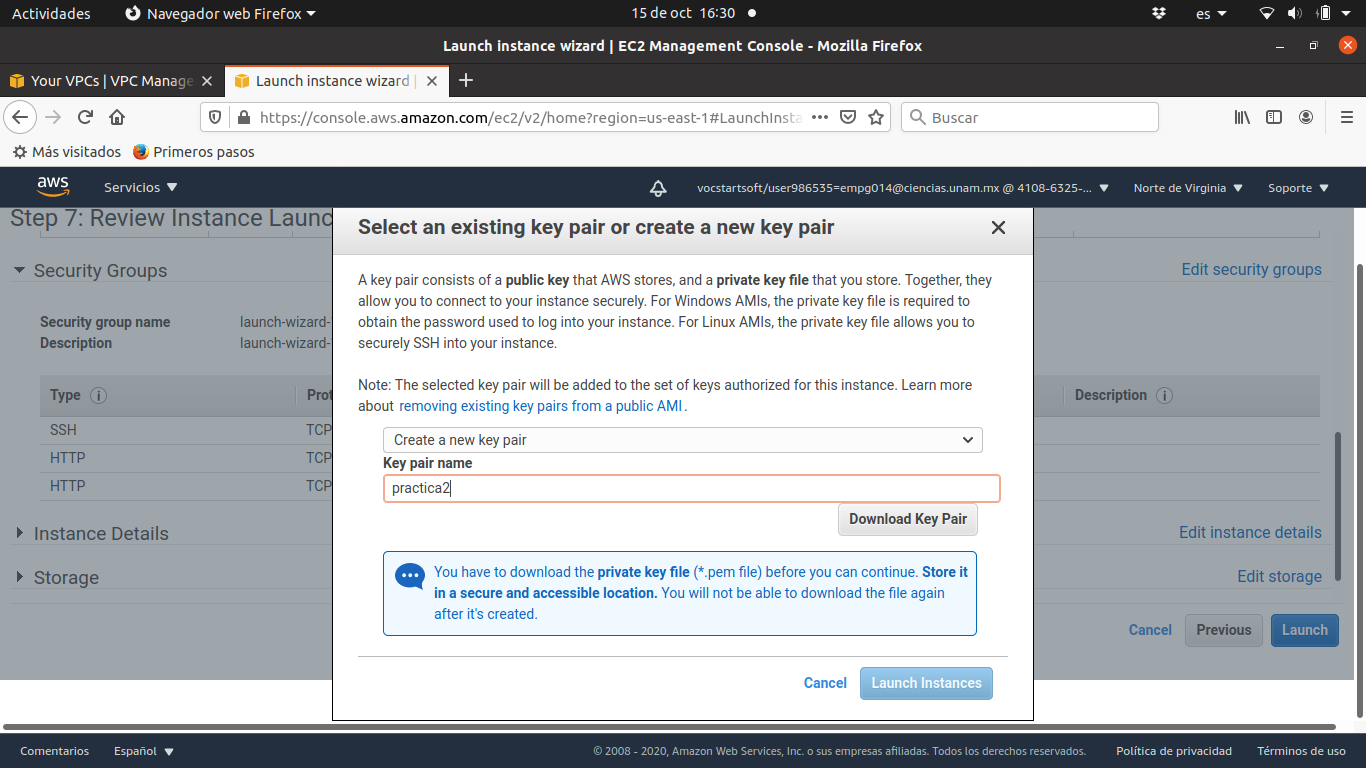 Actividades
Navegador web Firefox
15 de oct 16:30
es
Launch instance wizard | EC2 Management Console - Mozilla Firefox
Your VPCs | VPC Manage
Launch instance wizard |
https://console.aws.amazon.com/ec2/v2/home?region=us-east-1#LaunchInsta
Buscar
Más visitados
Primeros pasos
aws
Servicios
vocstartsoft/user986535=empg014@ciencias.unam.mx @ 4108-6325-...
Norte de Virginia
Soporte
Step 7: Review Instance Launc
Security Groups
Edit security groups
Security group name
launch-wizard-
Description
launch-wizard-
Type
Prot
Description
SSH
TCP
HTTP
TCP
HTTP
TCP
Instance Details
Edit instance details
Storage
Edit storage
Cancel
Previous
Launch
Select an existing key pair or create a new key pair
A key pair consists of a public key that AWS stores, and a private key file that you store. Together, they
allow you to connect to your instance securely. For Windows AMIs, the private key file is required to
obtain the password used to log into your instance. For Linux AMIs, the private key file allows you to
securely SSH into your instance.
Note: The selected key pair will be added to the set of keys authorized for this instance. Learn more
about removing existing key pairs from a public AMI.
Create a new key pair
Key pair name
practica2
Download Key Pair
You have to download the private key file (*.pem file) before you can continue. Store it
in a secure and accessible location. You will not be able to download the file again
after it's created.
Cancel
Launch Instances
Comentarios
Español
© 2008 - 2020, Amazon Web Services, Inc. o sus empresas afiliadas. Todos los derechos reservados.
Política de privacidad
Términos de uso